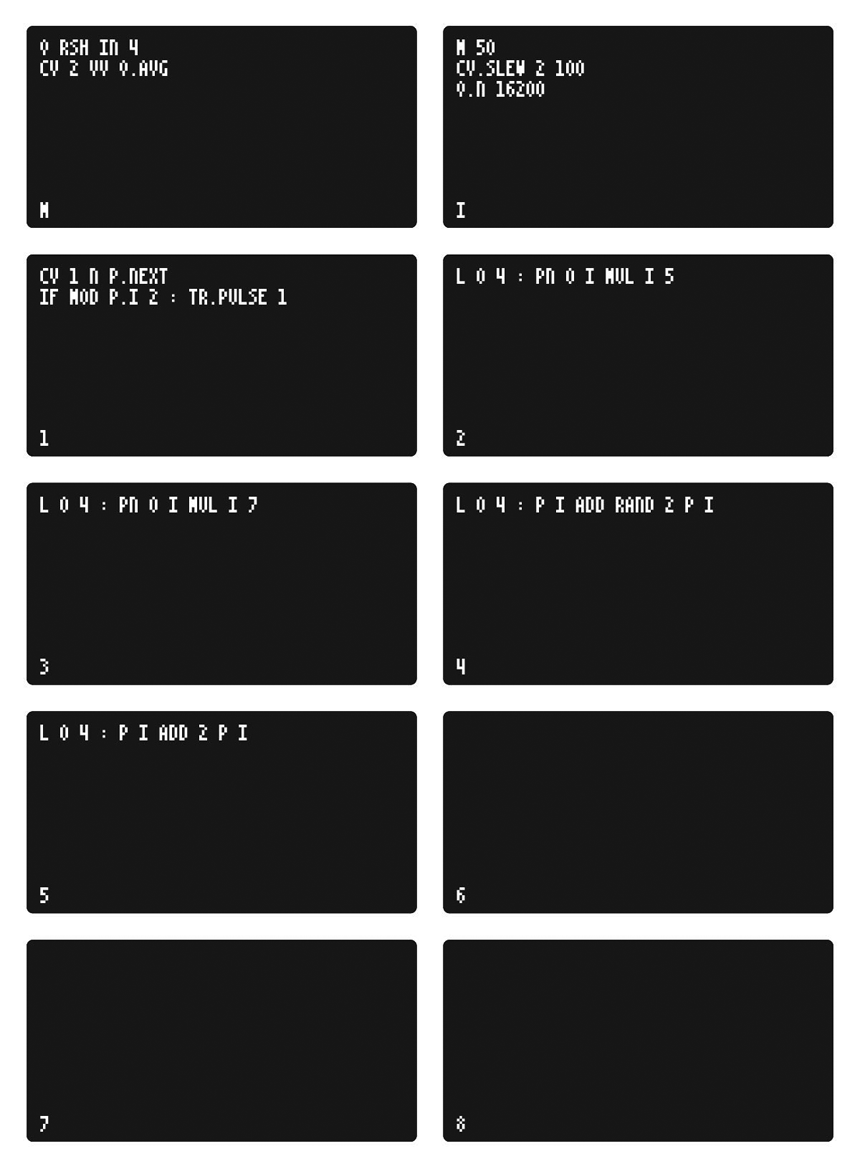 Q RSH IN 4
CV 2 VV Q.AVG
M
M 50
CV.SLEW 2 100
Q.N 16200
I
CV 1 N P.NEXT
IF MOD P.I 2 : TR.PULSE 1
1
L 0 4 : PN 0 I MUL I 5
2
L 0 4 : PN 0 I MUL I 7
3
L 0 4 : P I ADD RAND 2 P I
4
L 0 4 : P I ADD 2 P I
5
6
7
8